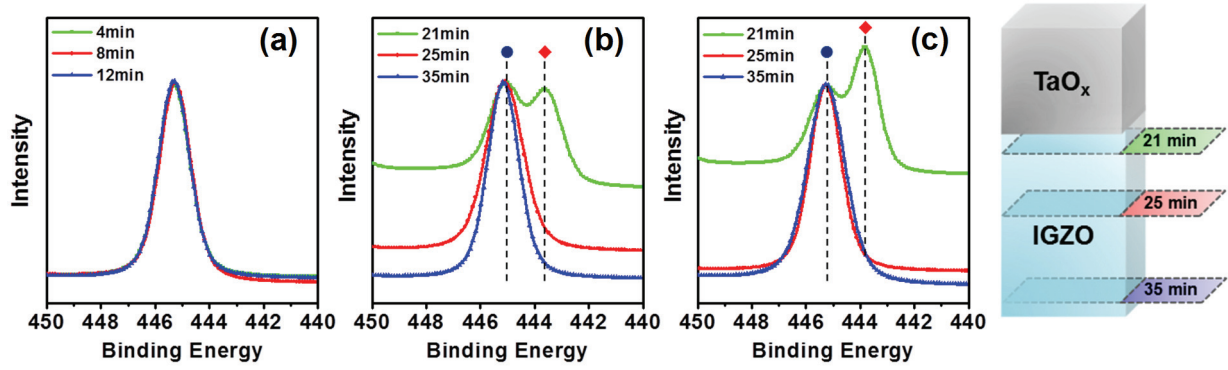 (a)
4min
8min
12min
Intensity
450 448 446 444 442 440
Binding Energy
(b)
21min
25min
35min
Intensity
450 448 446 444 442 440
Binding Energy
(c)
21min
25min
35min
Intensity
450 448 446 444 442 440
Binding Energy
TaOₓ
21 min
25 min
IGZO
35 min